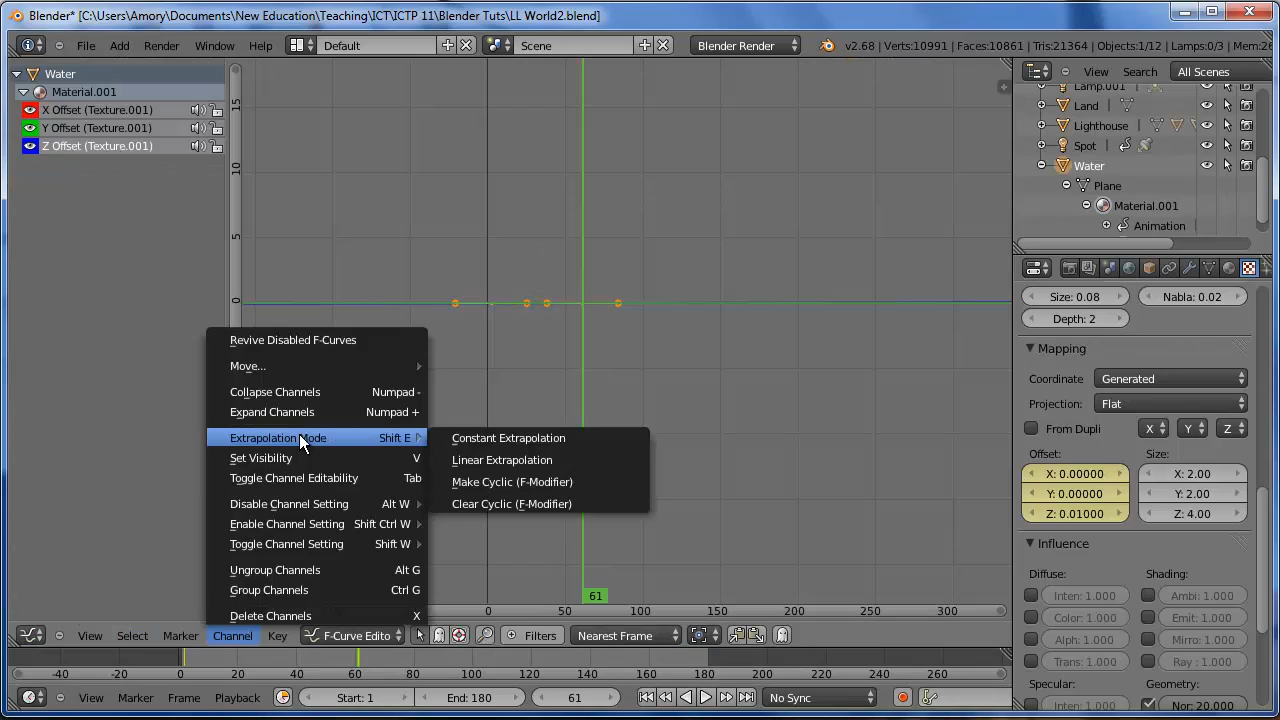 Blender* [C:\Users\Amory\Documents\New Education\Teaching\ICT\ICTP 11\Blender Tuts\LL World2.blend]
File Add Render Window Help Default Scene Blender Render v2.68 | Verts:10991 | Faces:10861 | Tris:21364 | Objects:1/12 | Lamps:0/3 | Mem:26
Water
Material.001
X Offset (Texture.001)
Y Offset (Texture.001)
Z Offset (Texture.001)
15
10
5
0
Revive Disabled F-Curves
Move...
Collapse Channels Numpad -
Expand Channels Numpad +
Extrapolation Mode Shift E
Set Visibility V
Toggle Channel Editability Tab
Disable Channel Setting Alt W
Enable Channel Setting Shift Ctrl W
Toggle Channel Setting Shift W
Ungroup Channels Alt G
Group Channels Ctrl G
Delete Channels X
Constant Extrapolation
Linear Extrapolation
Make Cyclic (F-Modifier)
Clear Cyclic (F-Modifier)
61
0 50 100 150 200 250 300
View Select Marker Channel Key F-Curve Edito Filters Nearest Frame
-40 -20 0 20 40 60 80 100 120 140 160 180 200 220 240 260
View Marker Frame Playback Start: 1 End: 180 61 No Sync
View Search All Scenes
Lamp.001
Land
Lighthouse
Spot
Water
Plane
Material.001
Animation
Size: 0.08 Nabla: 0.02
Depth: 2
Mapping
Coordinate Generated
Projection: Flat
From Dupli X Y Z
Offset: Size:
X: 0.00000 X: 2.00
Y: 0.00000 Y: 2.00
Z: 0.01000 Z: 4.00
Influence
Diffuse: Shading:
Inten: 1.000 Ambi: 1.000
Color: 1.000 Emit: 1.000
Alph: 1.000 Mirro: 1.000
Trans: 1.000 Ray : 1.000
Specular: Geometry:
Inten: 1.000 Nor: 20.000